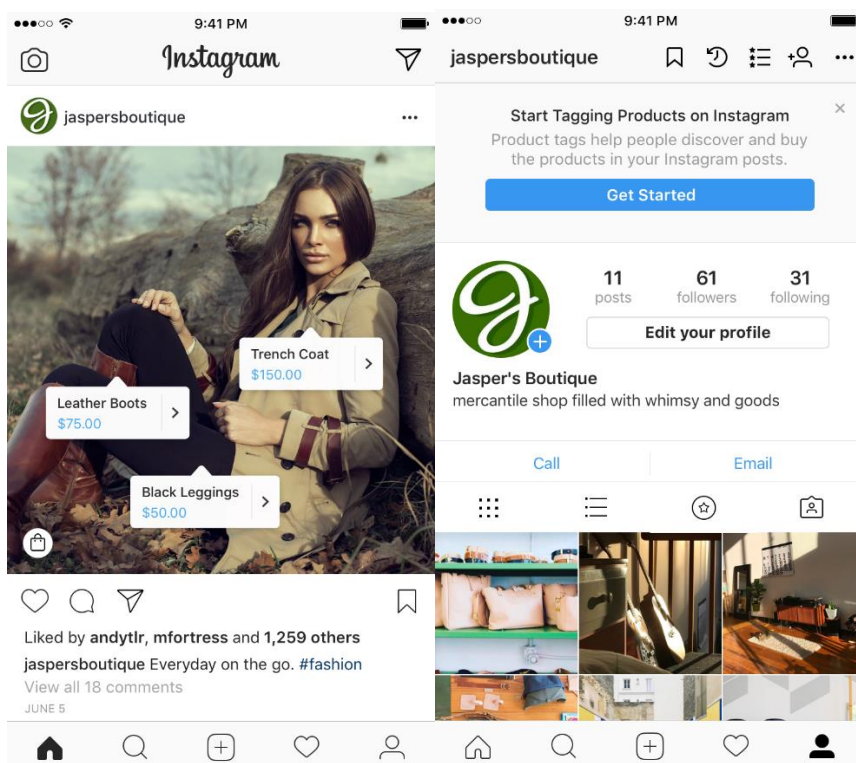 9:41 PM
Instagram
jaspersboutique
Trench Coat
$150.00
Leather Boots
$75.00
Black Leggings
$50.00
Liked by andytlr, mfortress and 1,259 others
jaspersboutique Everyday on the go. #fashion
View all 18 comments
JUNE 5
9:41 PM
jaspersboutique
Start Tagging Products on Instagram
Product tags help people discover and buy
the products in your Instagram posts.
Get Started
11 61 31
posts followers following
Edit your profile
Jasper's Boutique
mercantile shop filled with whimsy and goods
Call Email